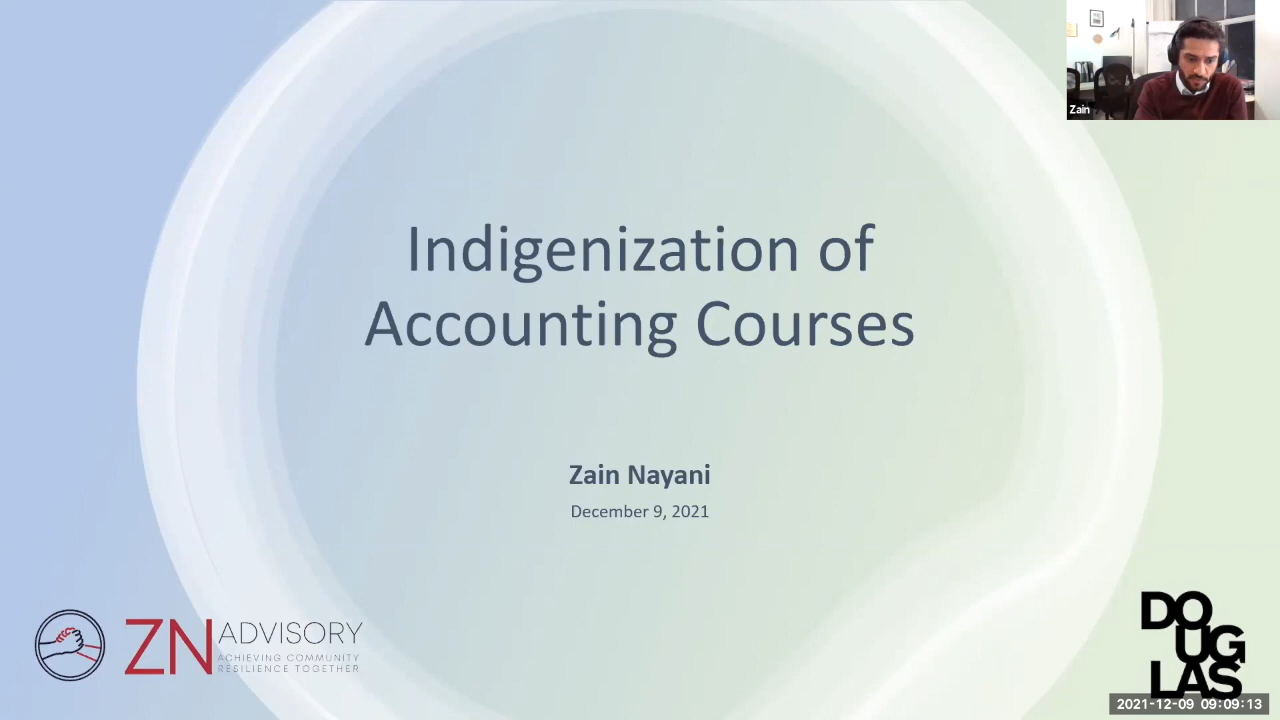 Zain
Indigenization of
Accounting Courses
Zain Nayani
December 9, 2021
ZN ADVISORY
ACHIEVING COMMUNITY
RESILIENCE TOGETHER
DO
UG
LAS
2021-12-09 09:09:13